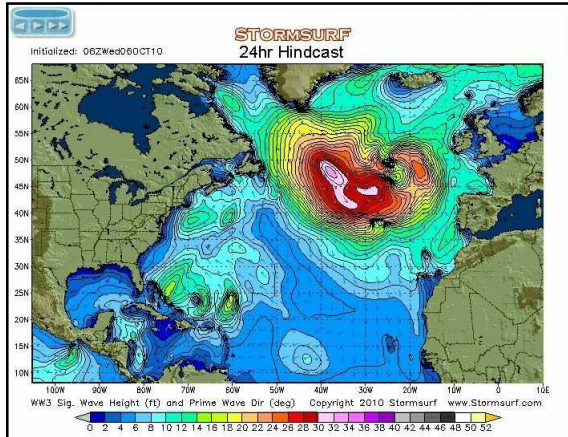 STORMSURF
Initialized: 06ZWed06OCT10
24hr Hindcast
65N
60N
55N
50N
45N
40N
35N
30N
25N
20N
15N
10N
100W 90W 80W 70W 60W 50W 40W 30W 20W 10W 0 10E
WW3 Sig. Wave Height (ft) and Prime Wave Dir (deg) Copyright 2010 Stormsurf www.Stormsurf.com
0 2 4 6 8 10 12 14 16 18 20 22 24 26 28 30 32 34 36 38 40 42 44 46 48 50 52